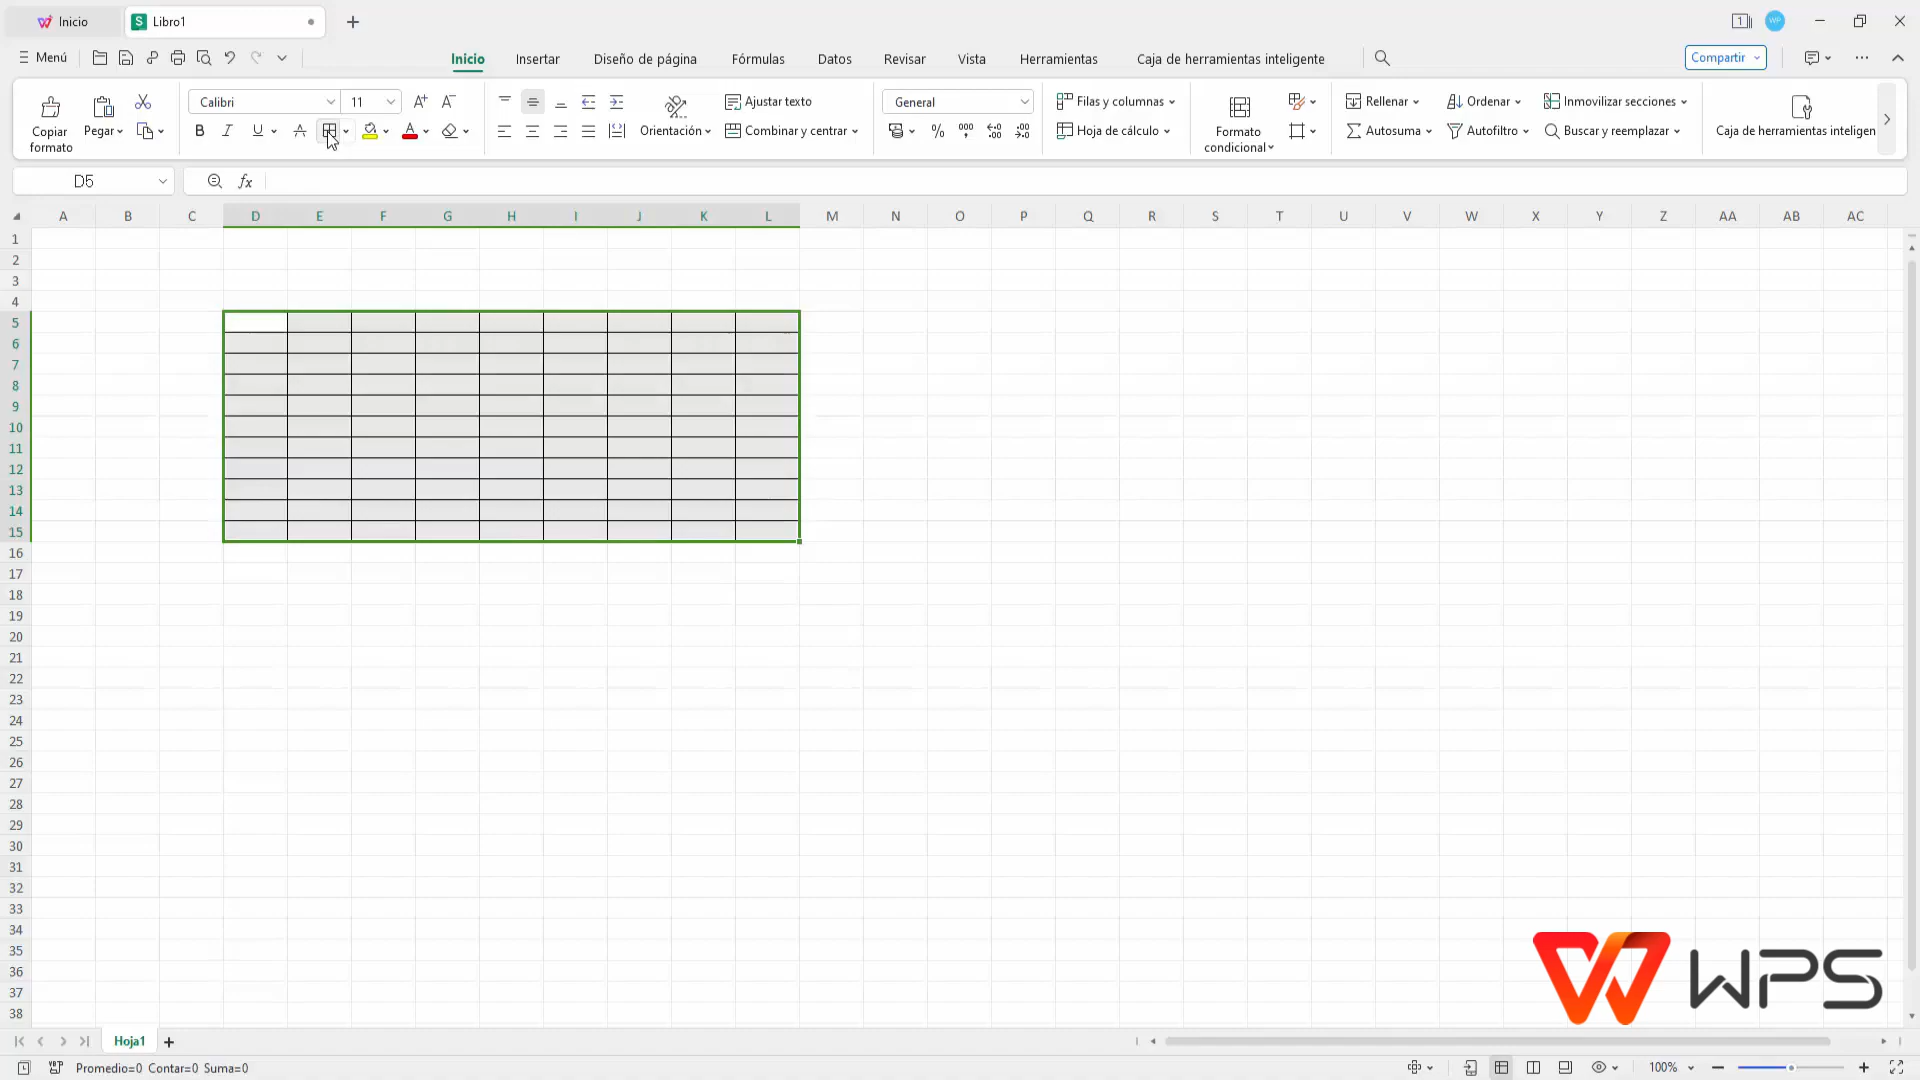 Inicio
Libro1
Menú
Inicio
Insertar
Diseño de página
Fórmulas
Datos
Revisar
Vista
Herramientas
Caja de herramientas inteligente
Compartir
Copiar formato
Pegar
Calibri
11
Orientación
Ajustar texto
Combinar y centrar
General
Filas y columnas
Hoja de cálculo
Formato condicional
Rellenar
Autosuma
Ordenar
Autofiltro
Inmovilizar secciones
Buscar y reemplazar
Caja de herramientas inteligen
D5
fx
A B C D E F G H I J K L M N O P Q R S T U V W X Y Z AA AB AC
1
2
3
4
5
6
7
8
9
10
11
12
13
14
15
16
17
18
19
20
21
22
23
24
25
26
27
28
29
30
31
32
33
34
35
36
37
38
WPS
Hoja1
Promedio=0 Contar=0 Suma=0
100%